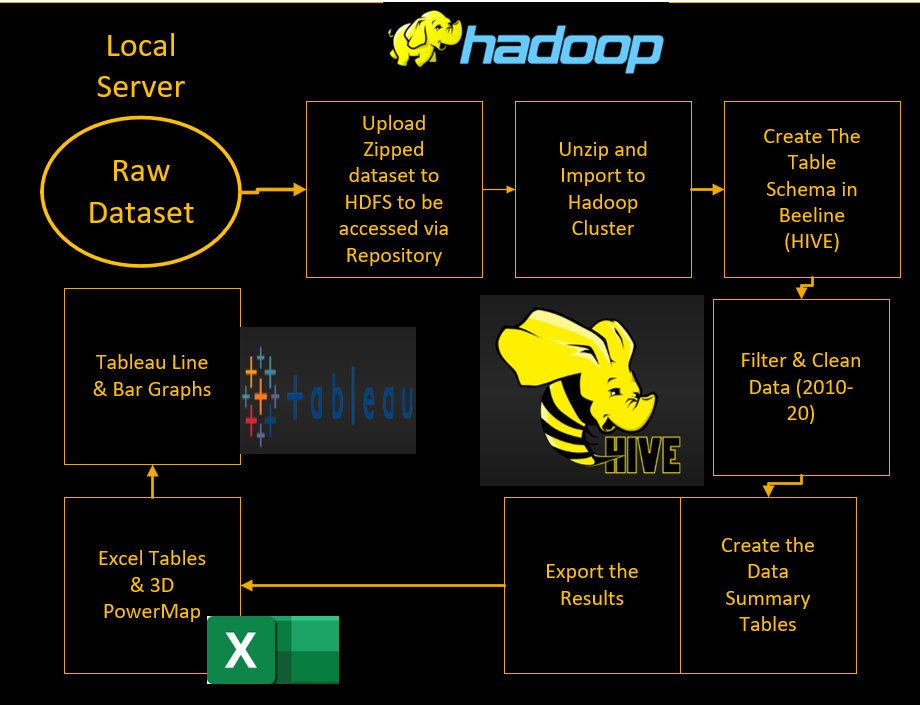 Local
Server
hadoop
Raw
Dataset
Upload
Zipped
dataset to
HDFS to be
accessed via
Repository
Unzip and
Import to
Hadoop
Cluster
Create The
Table
Schema in
Beeline
(HIVE)
Filter & Clean
Data (2010-
20)
HIVE
Create the
Data
Summary
Tables
Export the
Results
Excel Tables
& 3D
PowerMap
X
Tableau Line
& Bar Graphs
tableau